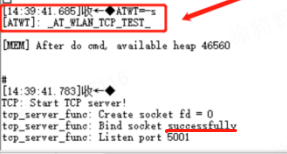 [14:39:41.685]收←◆ATWT=-s
[ATWT]: _AT_WLAN_TCP_TEST_
[MEM] After do cmd, available heap 46560
#
[14:39:41.783]收←◆
TCP: Start TCP server!
tcp_server_func: Create socket fd = 0
tcp_server_func: Bind socket successfully
tcp_server_func: Listen port 5001